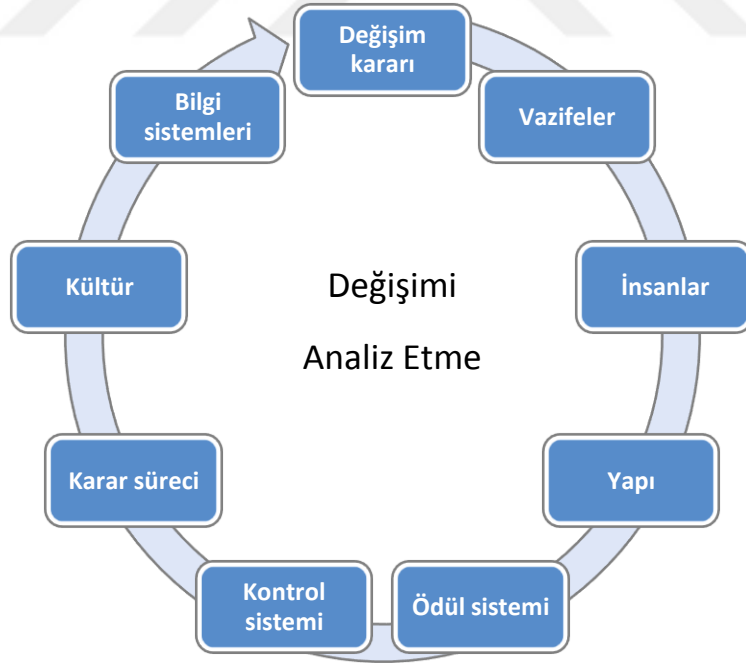 Değişim
kararı
Vazifeler
İnsanlar
Yapı
Ödül sistemi
Kontrol
sistemi
Karar süreci
Kültür
Bilgi
sistemleri
Değişimi
Analiz Etme